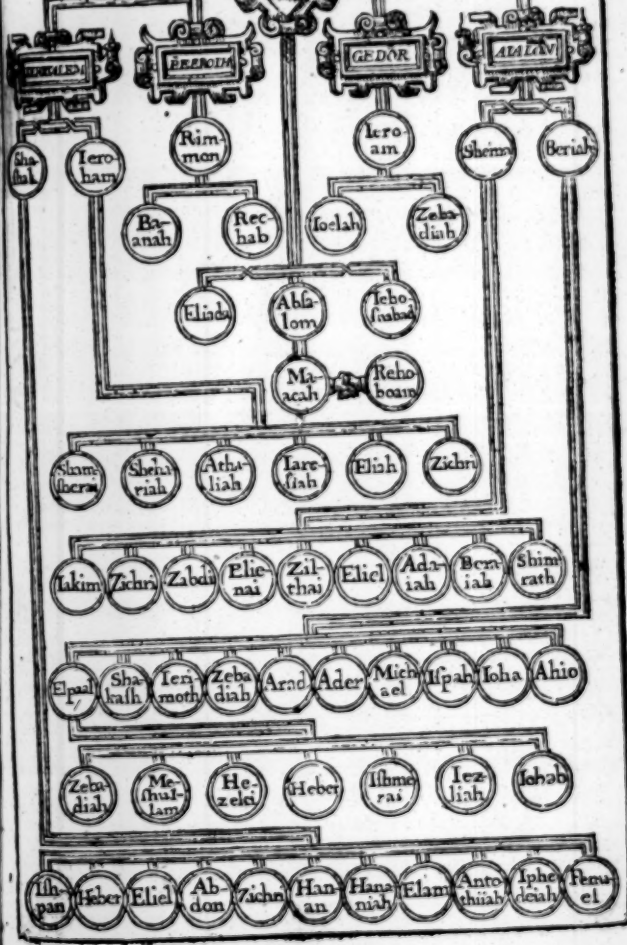 IERUSALEM
BEEROTH
GEDOR
AIALON
Sha-
shak
Iero-
ham
Rim-
mon
Iero-
am
Shema
Beriah
Ba-
anah
Rec-
hab
Ioelah
Zeba-
diah
Eliada
Absa-
lom
Ma-
acah
Reho-
boam
Sham-
sherai
Sheha-
riah
Atha-
liah
Iare-
siah
Eliah
Zichri
Iakim
Zichri
Zabdi
Elie-
nai
Zil-
thai
Eliel
Ada-
iah
Bera-
iah
Shim-
rath
Elpaal
Sha-
kash
Ieri-
moth
Zeba
diah
Arad
Ader
Mich
ael
Ispah
Ioha
Ahio
Zeba-
diah
Me-
shul-
lam
He-
zeki
Heber
Ishme
rai
Iez-
liah
Iobab
Ish-
pan
Heber
Eliel
Ab-
don
Zichri
Han-
an
Hana
niah
Elam
Anto-
thiiah
Iphe
deiah
Penu-
el